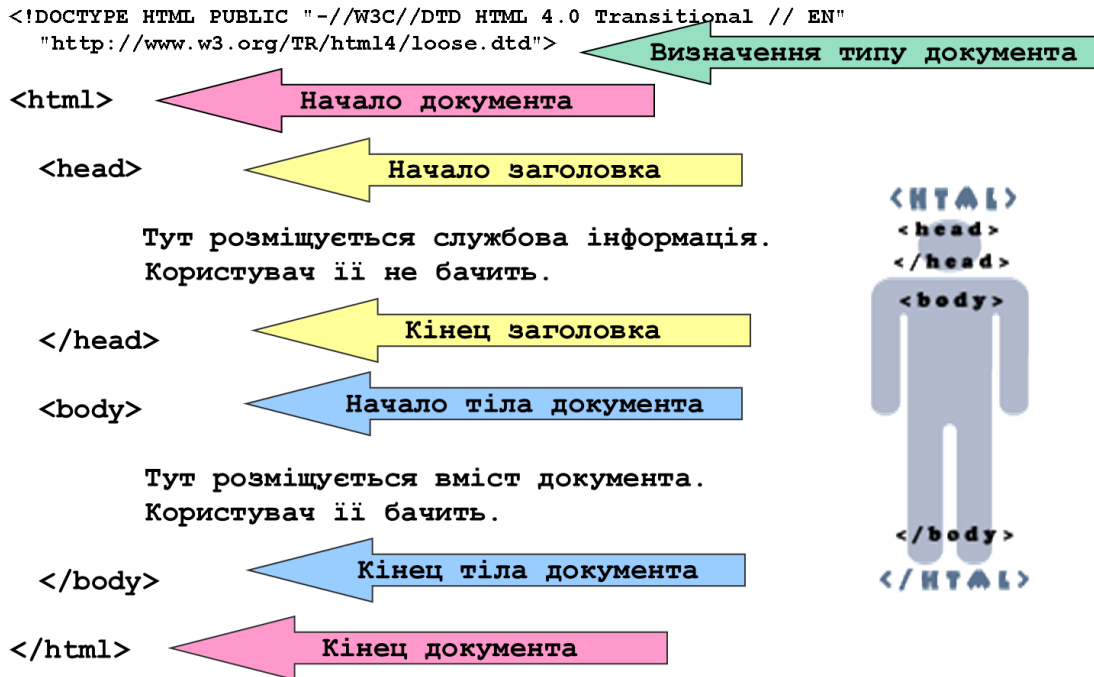 <!DOCTYPE HTML PUBLIC "-//W3C//DTD HTML 4.0 Transitional // EN"
"http://www.w3.org/TR/html4/loose.dtd">
Визначення типу документа
<html>
Начало документа
<head>
Начало заголовка
Тут розміщується службова інформація.
Користувач її не бачить.
</head>
Кінец заголовка
<body>
Начало тіла документа
Тут розміщується вміст документа.
Користувач її бачить.
</body>
Кінец тіла документа
</html>
Кінец документа
<HTML>
<head>
</head>
<body>
</body>
</HTML>